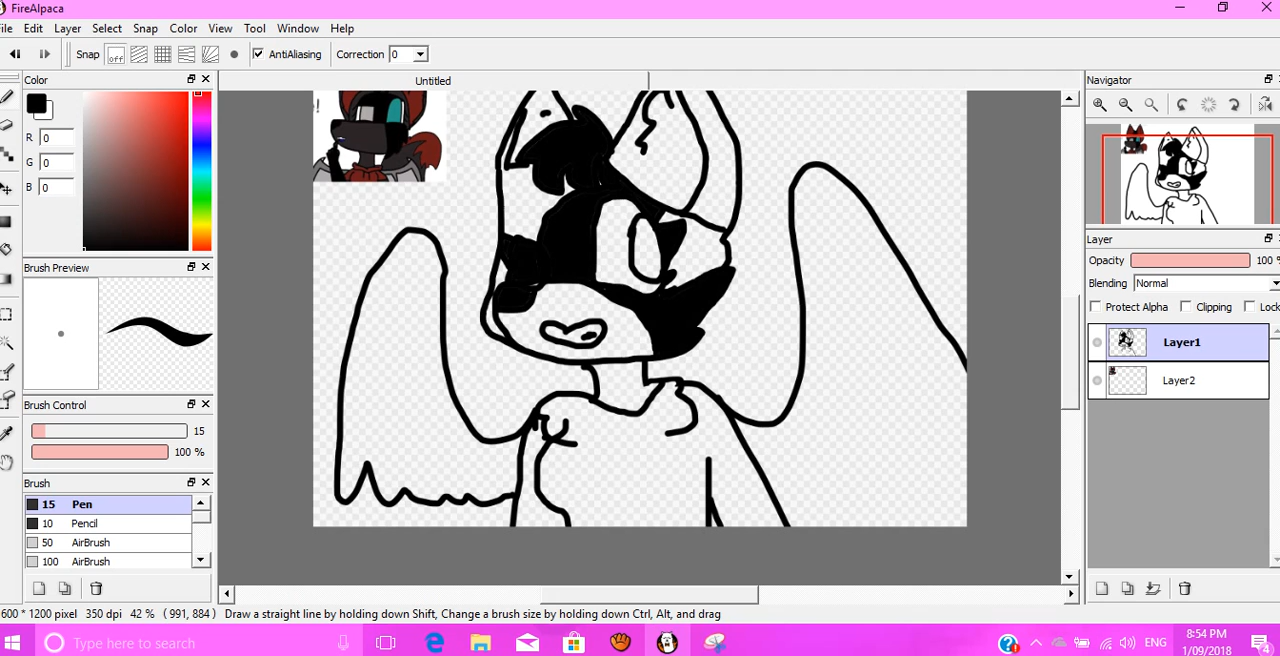 FireAlpaca
ile Edit Layer Select Snap Color View Tool Window Help
Snap off AntiAliasing Correction 0
Color
Untitled
Navigator
!
R 0
G 0
B 0
Layer
Opacity 100 %
Blending Normal
Brush Preview
Protect Alpha Clipping Lock
Layer1
Layer2
Brush Control
15
100 %
Brush
15 Pen
10 Pencil
50 AirBrush
100 AirBrush
600 * 1200 pixel 350 dpi 42 % ( 991, 884 ) Draw a straight line by holding down Shift, Change a brush size by holding down Ctrl, Alt, and drag
Type here to search
ENG
8:54 PM
1/09/2018
4